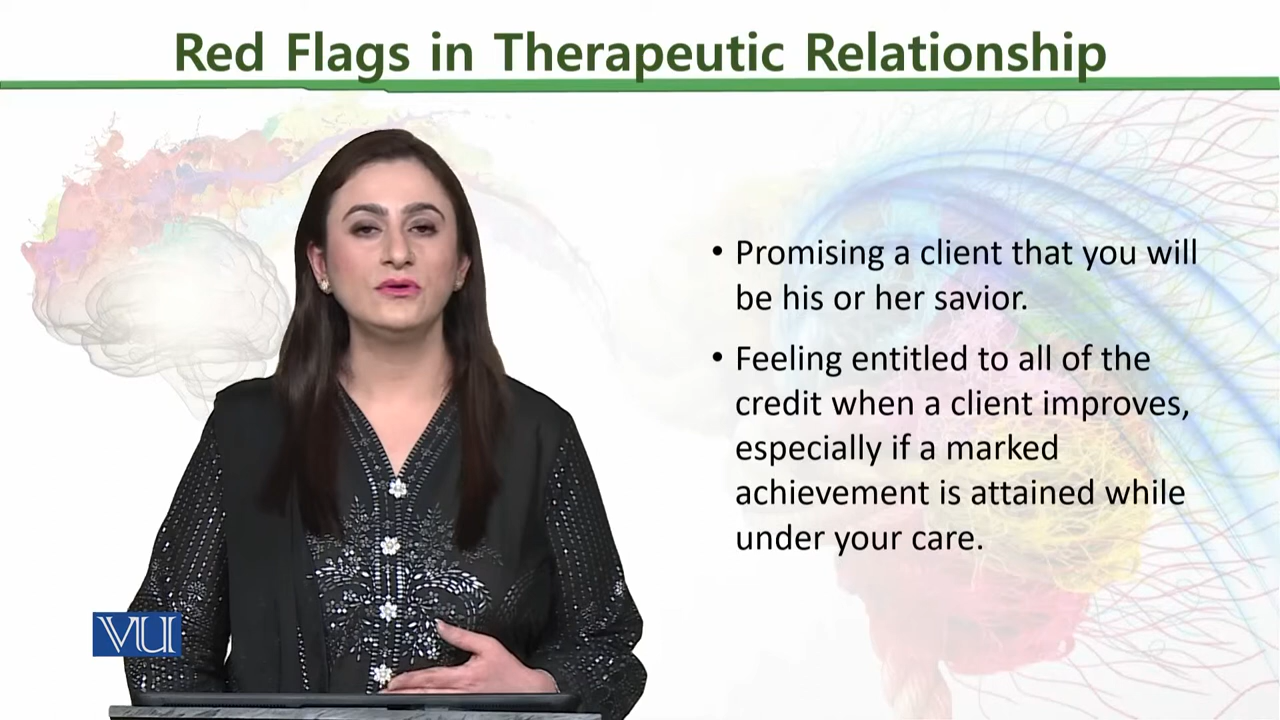 Red Flags in Therapeutic Relationship
• Promising a client that you will
be his or her savior.
• Feeling entitled to all of the
credit when a client improves,
especially if a marked
achievement is attained while
under your care.
VU